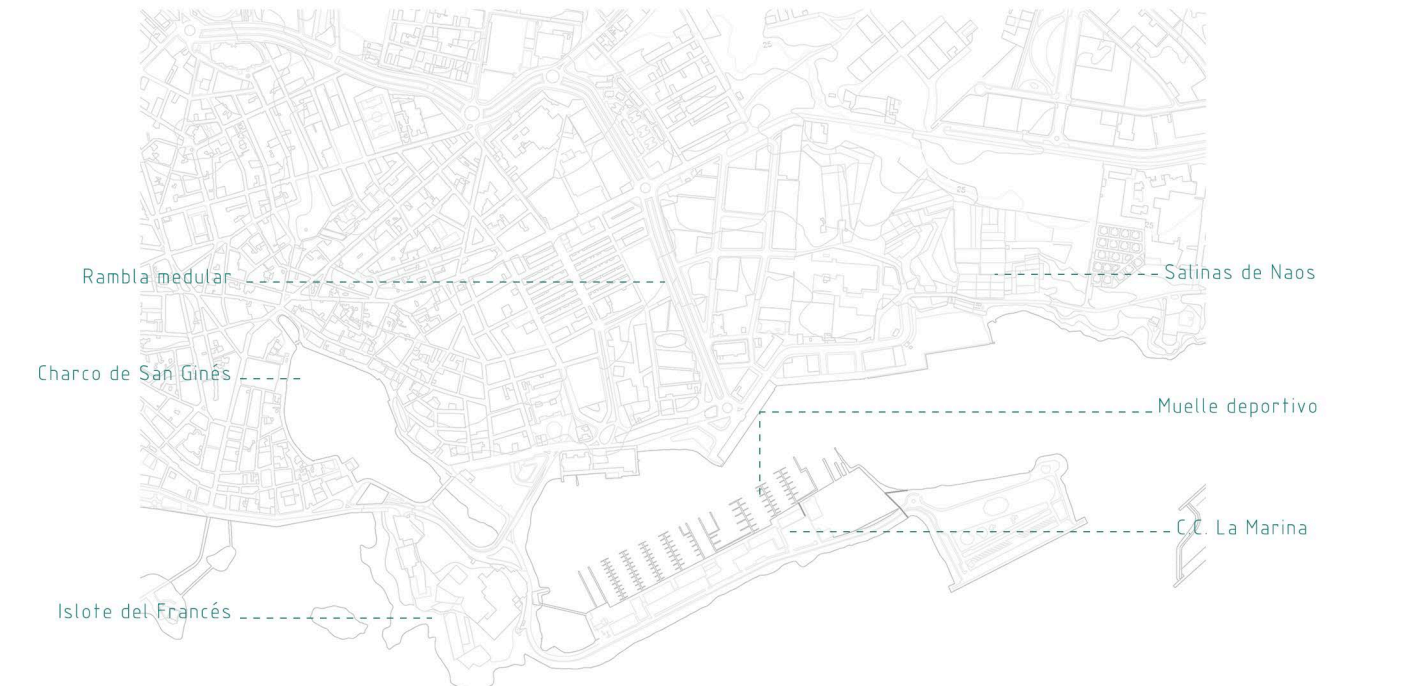 Rambla medular
Salinas de Naos
Charco de San Ginés
Muelle deportivo
C.C. La Marina
Islote del Francés